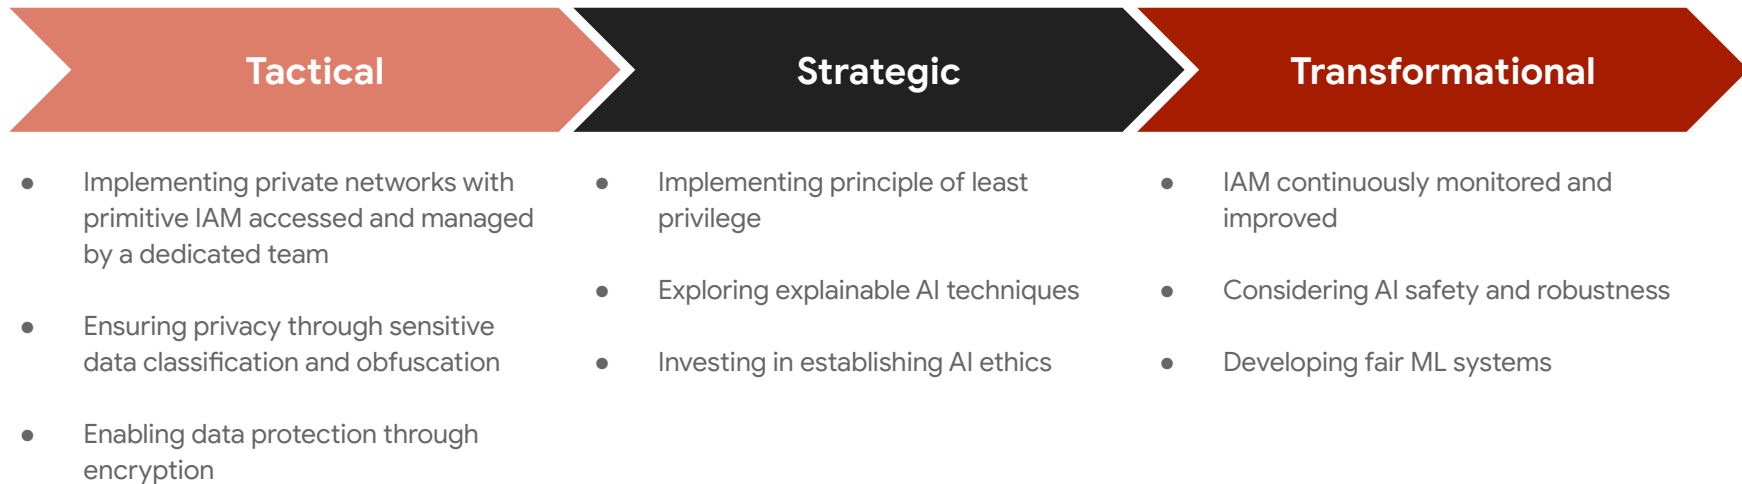 Tactical
Strategic
Transformational
● Implementing private networks with
primitive IAM accessed and managed
by a dedicated team
● Ensuring privacy through sensitive
data classification and obfuscation
● Enabling data protection through
encryption
● Implementing principle of least
privilege
● Exploring explainable AI techniques
● Investing in establishing AI ethics
● IAM continuously monitored and
improved
● Considering AI safety and robustness
● Developing fair ML systems